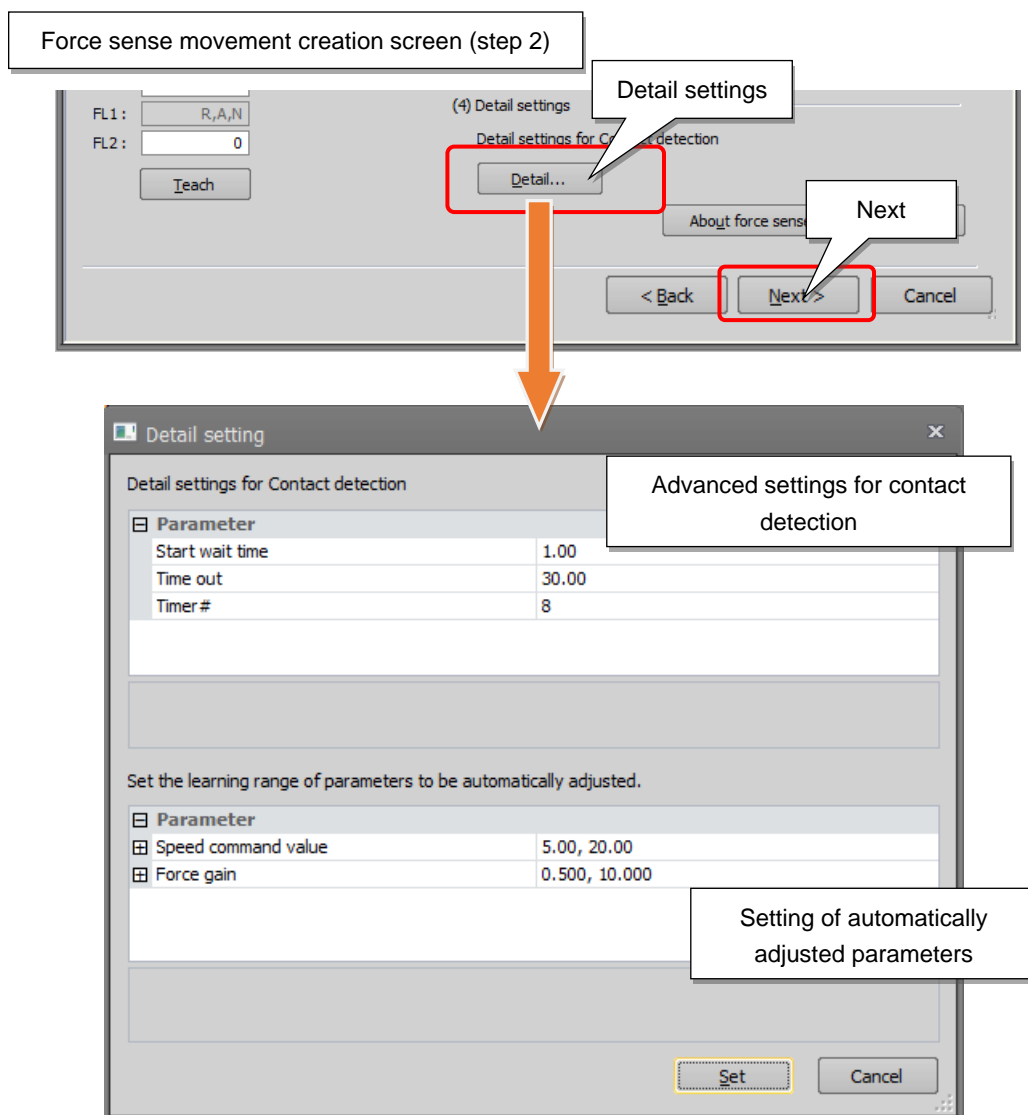 Force sense movement creation screen (step 2)
Detail settings
FL1: R,A,N
(4) Detail settings
FL2: 0
Detail settings for Contact detection
Teach
Detail...
Next
About force sense
< Back
Next >
Cancel
Detail setting
Detail settings for Contact detection
Advanced settings for contact
detection
Parameter
Start wait time 1.00
Time out 30.00
Timer# 8
Set the learning range of parameters to be automatically adjusted.
Parameter
Speed command value 5.00, 20.00
Force gain 0.500, 10.000
Setting of automatically
adjusted parameters
Set
Cancel